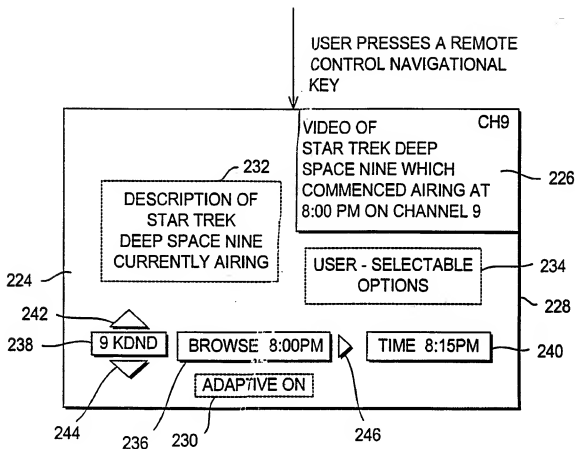 USER PRESSES A REMOTE
CONTROL NAVIGATIONAL
KEY
CH9
VIDEO OF
STAR TREK DEEP
SPACE NINE WHICH
COMMENCED AIRING AT
8:00 PM ON CHANNEL 9
226
232
DESCRIPTION OF
STAR TREK
DEEP SPACE NINE
CURRENTLY AIRING
USER - SELECTABLE
OPTIONS
234
224
228
242
238
9 KDND
BROWSE 8:00PM
TIME 8:15PM
240
ADAPTIVE ON
244
236
230
246